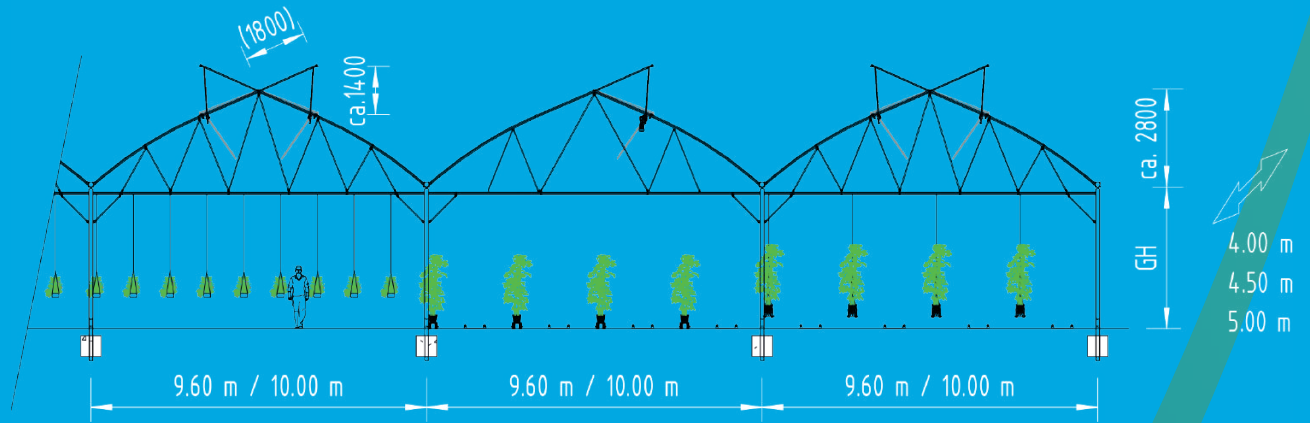 (1800)
ca.1400
ca. 2800
GH
4.00 m
4.50 m
5.00 m
9.60 m / 10.00 m
9.60 m / 10.00 m
9.60 m / 10.00 m